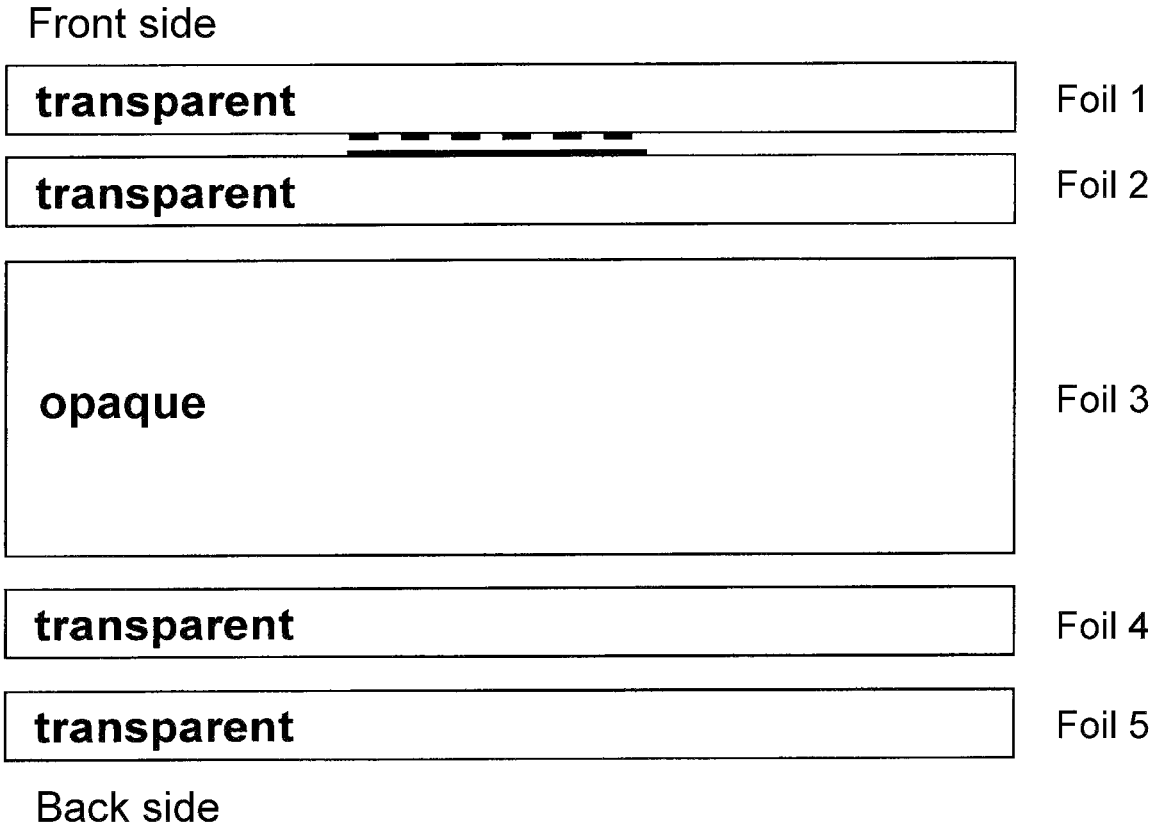 Front side
transparent Foil 1
transparent Foil 2
opaque Foil 3
transparent Foil 4
transparent Foil 5
Back side